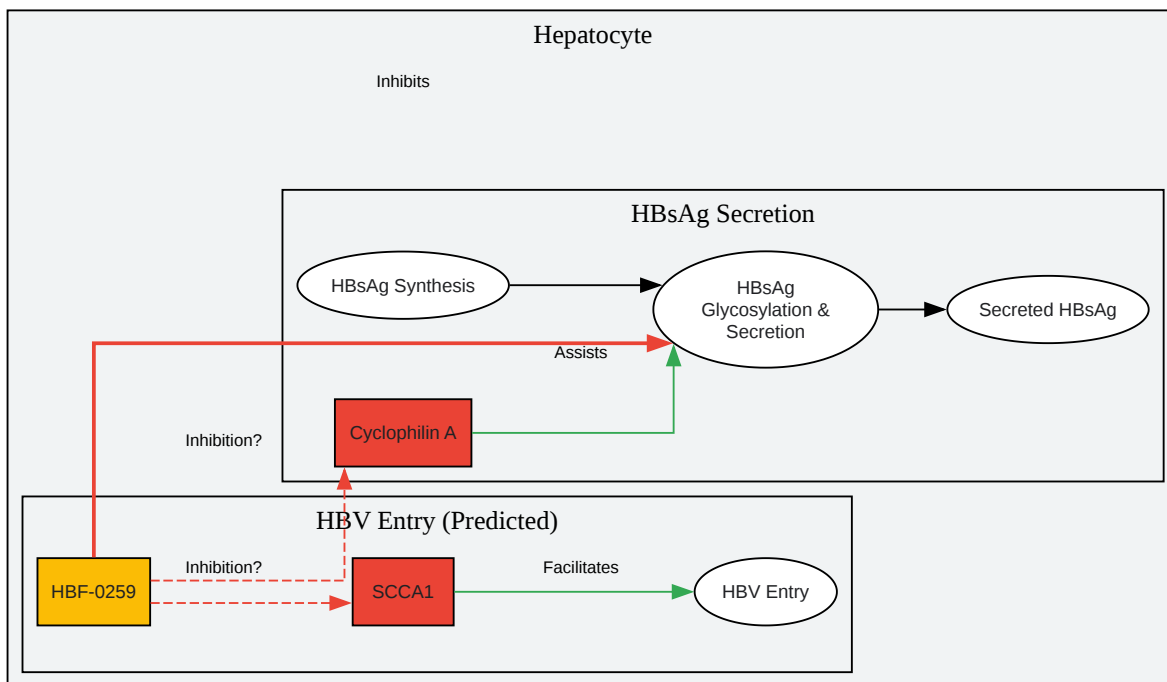 Hepatocyte
Inhibits
HBsAg Secretion
HBsAg Synthesis
HBsAg
Glycosylation &
Secretion
Secreted HBsAg
Assists
Cyclophilin A
Inhibition?
HBV Entry (Predicted)
HBF-0259
Inhibition?
SCCA1
Facilitates
HBV Entry